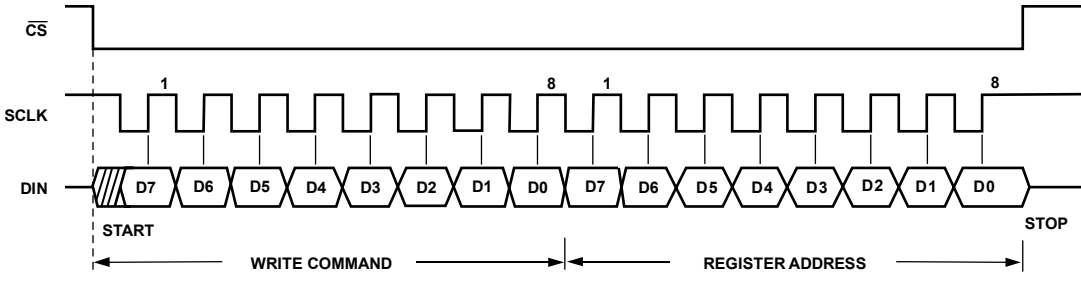 CS
1 8 1 8
SCLK
DIN D7 D6 D5 D4 D3 D2 D1 D0 D7 D6 D5 D4 D3 D2 D1 D0
START STOP
WRITE COMMAND REGISTER ADDRESS